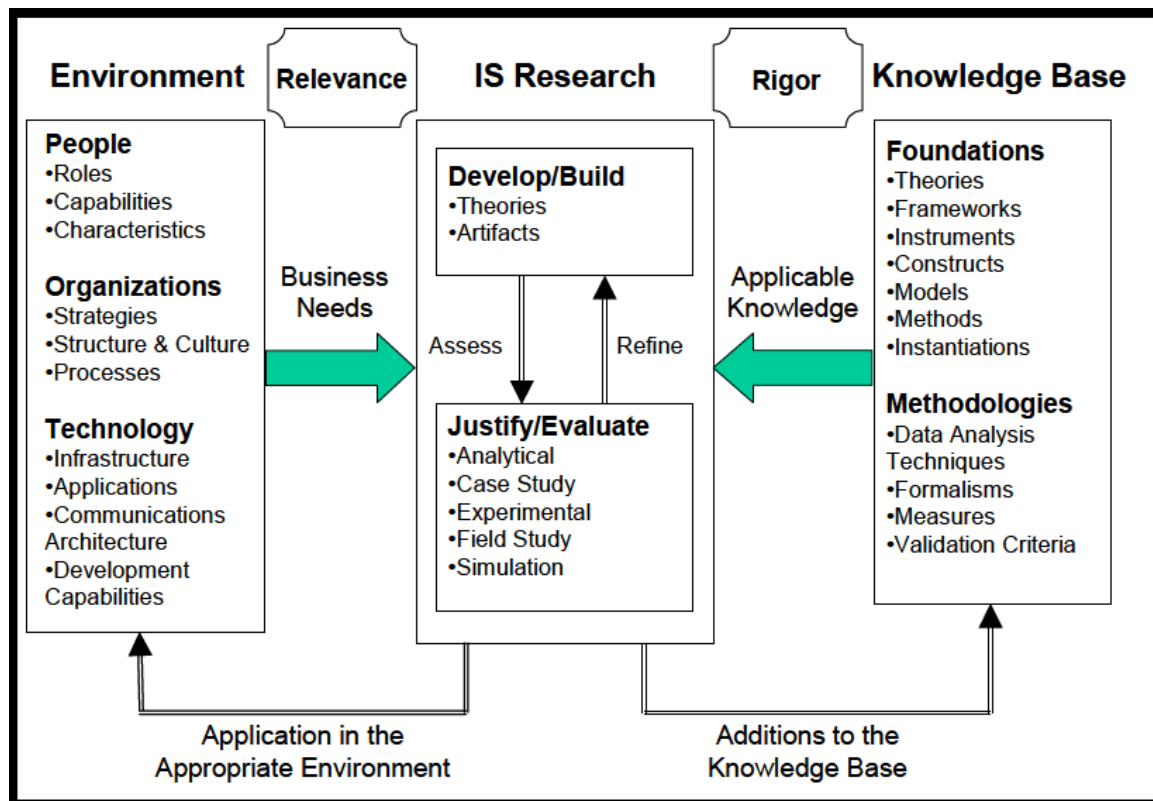 Environment
Relevance
IS Research
Rigor
Knowledge Base
People
•Roles
•Capabilities
•Characteristics
Organizations
•Strategies
•Structure & Culture
•Processes
Technology
•Infrastructure
•Applications
•Communications
Architecture
•Development
Capabilities
Business
Needs
Develop/Build
•Theories
•Artifacts
Assess
Refine
Justify/Evaluate
•Analytical
•Case Study
•Experimental
•Field Study
•Simulation
Applicable
Knowledge
Foundations
•Theories
•Frameworks
•Instruments
•Constructs
•Models
•Methods
•Instantiations
Methodologies
•Data Analysis
Techniques
•Formalisms
•Measures
•Validation Criteria
Application in the
Appropriate Environment
Additions to the
Knowledge Base